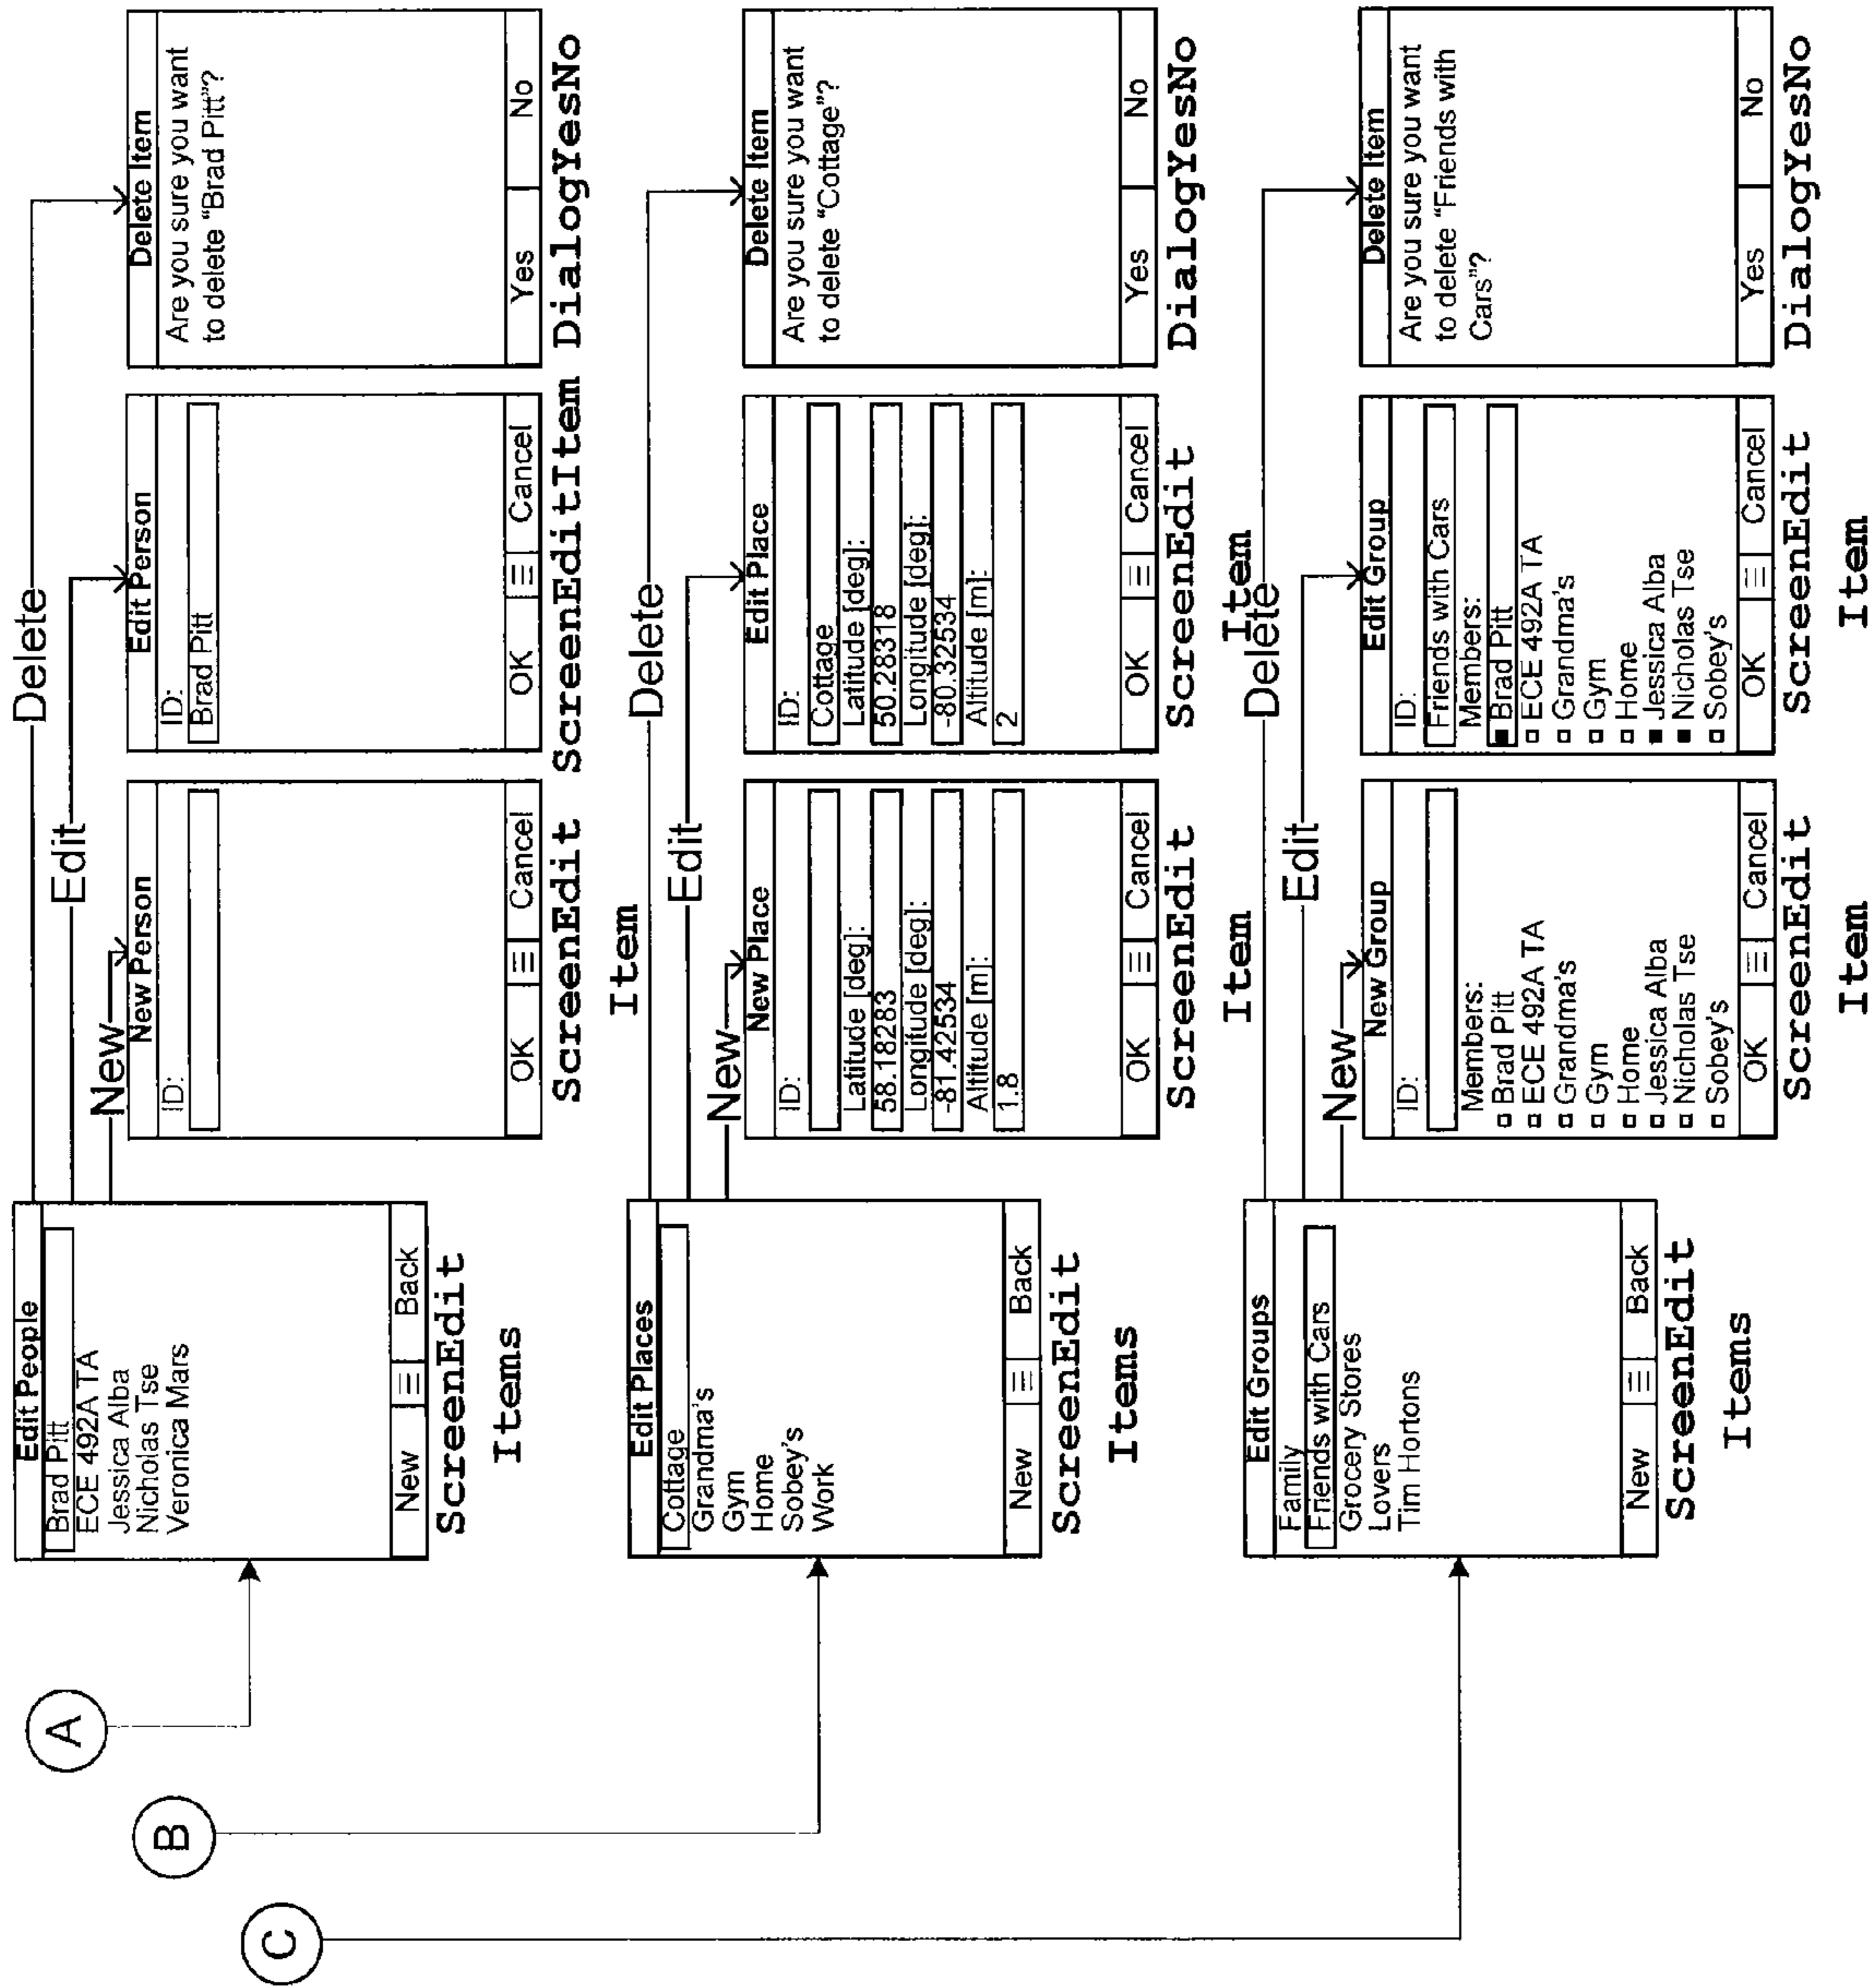 A
B
C
Edit People
Brad Pitt
ECE 492A TA
Jessica Alba
Nicholas Tse
Veronica Mars
New
Back
ScreenEdit
Items
New
Edit
Delete
New Person
ID:
OK
Cancel
ScreenEdit
Item
Edit Person
ID:
Brad Pitt
OK
Cancel
ScreenEditItem
Delete Item
Are you sure you want
to delete “Brad Pitt”?
Yes
No
DialogYesNo
Edit Places
Cottage
Grandma's
Gym
Home
Sobey's
Work
New
Back
ScreenEdit
Items
New
Edit
Delete
New Place
ID:
Latitude [deg]:
58.18283
Longitude [deg]:
-81.42534
Altitude [m]:
1.8
OK
Cancel
ScreenEdit
Item
Edit Place
ID:
Cottage
Latitude [deg]:
50.28318
Longitude [deg]:
-80.32534
Altitude [m]:
2
OK
Cancel
ScreenEdit
Item
Delete Item
Are you sure you want
to delete “Cottage”?
Yes
No
DialogYesNo
Edit Groups
Family
Friends with Cars
Grocery Stores
Lovers
Tim Hortons
New
Back
ScreenEdit
Items
New
Edit
Delete
New Group
ID:
Members:
Brad Pitt
ECE 492A TA
Grandma's
Gym
Home
Jessica Alba
Nicholas Tse
Sobey's
OK
Cancel
ScreenEdit
Item
Edit Group
ID:
Friends with Cars
Members:
Brad Pitt
ECE 492A TA
Grandma's
Gym
Home
Jessica Alba
Nicholas Tse
Sobey's
OK
Cancel
ScreenEdit
Item
Delete Item
Are you sure you want
to delete “Friends with
Cars”?
Yes
No
DialogYesNo